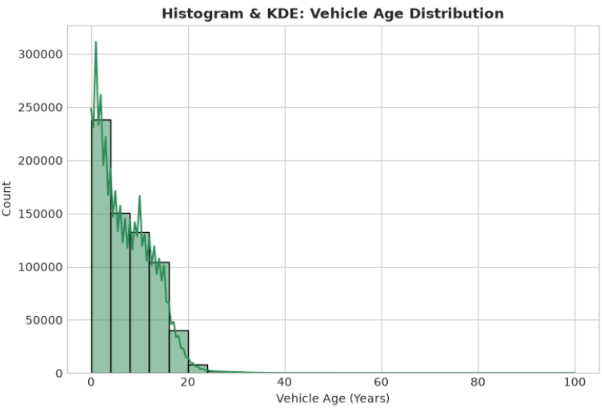 Histogram & KDE: Vehicle Age Distribution
300000
250000
200000
150000
100000
50000
0
Count
0 20 40 60 80 100
Vehicle Age (Years)